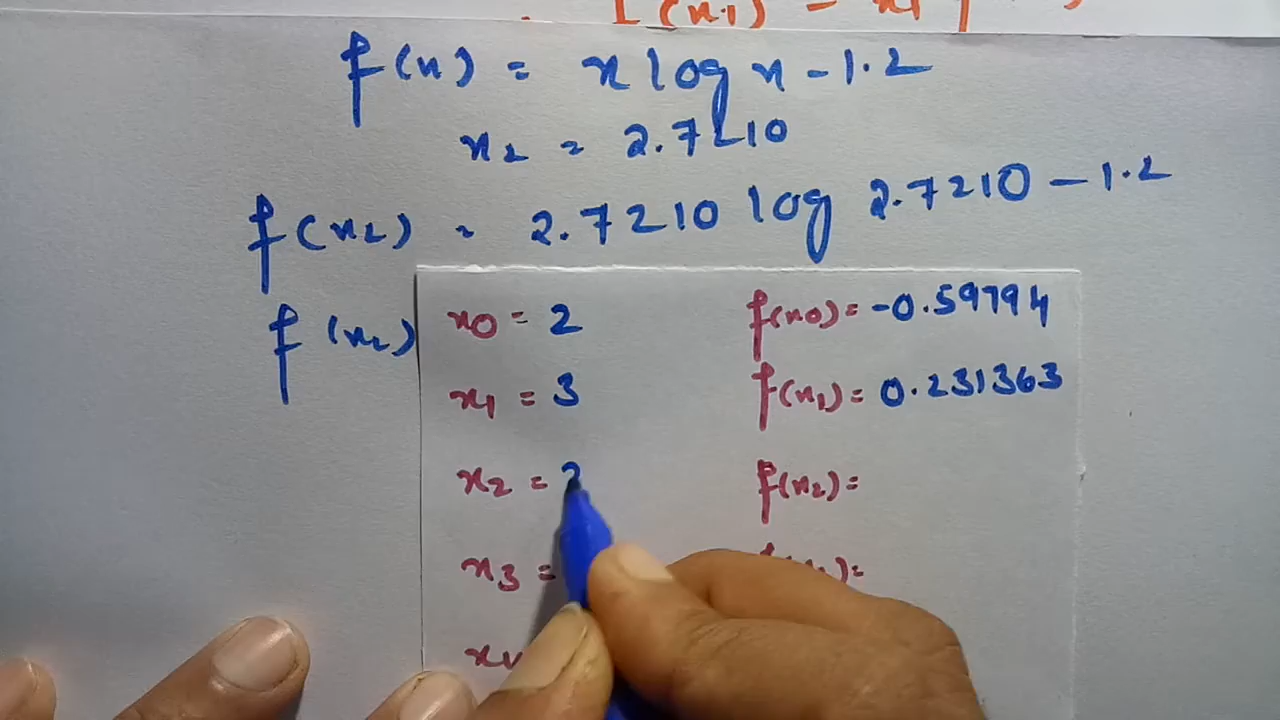 f(x) = x log x - 1.2
x2 = 2.7210
f(x2) = 2.7210 log 2.7210 - 1.2
f(x2)
x0 = 2 f(x0) = -0.59794
x1 = 3 f(x1) = 0.231363
x2 = 2 f(x2) =
x3 =